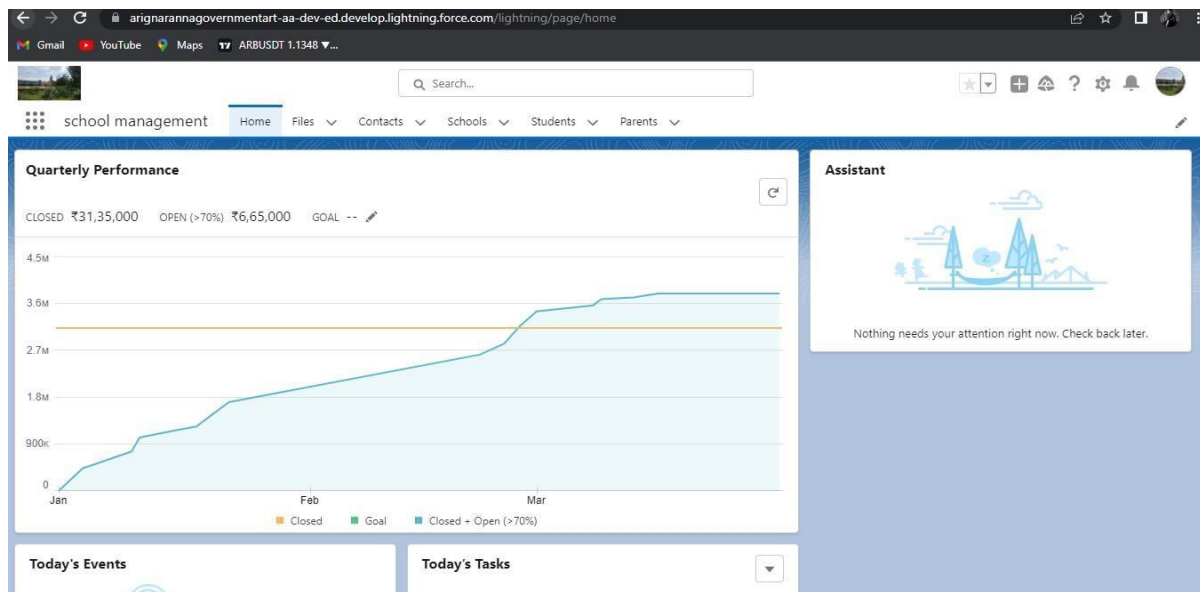 arignarannagovernmentart-aa-dev-ed.develop.lightning.force.com/lightning/page/home
Gmail YouTube Maps ARBUSDT 1.1348 ▼...
Search...
school management Home Files Contacts Schools Students Parents
Quarterly Performance
CLOSED ₹31,35,000 OPEN (>70%) ₹6,65,000 GOAL --
4.5M
3.6M
2.7M
1.8M
900K
0
Jan Feb Mar
Closed Goal Closed + Open (>70%)
Assistant
z
Nothing needs your attention right now. Check back later.
Today's Events
Today's Tasks